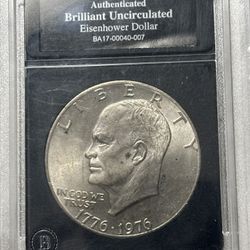 Authenticated
Brilliant Uncirculated
Eisenhower Dollar
BA17-00040-007
LIBERTY
IN GOD WE
TRUST
1776-1976